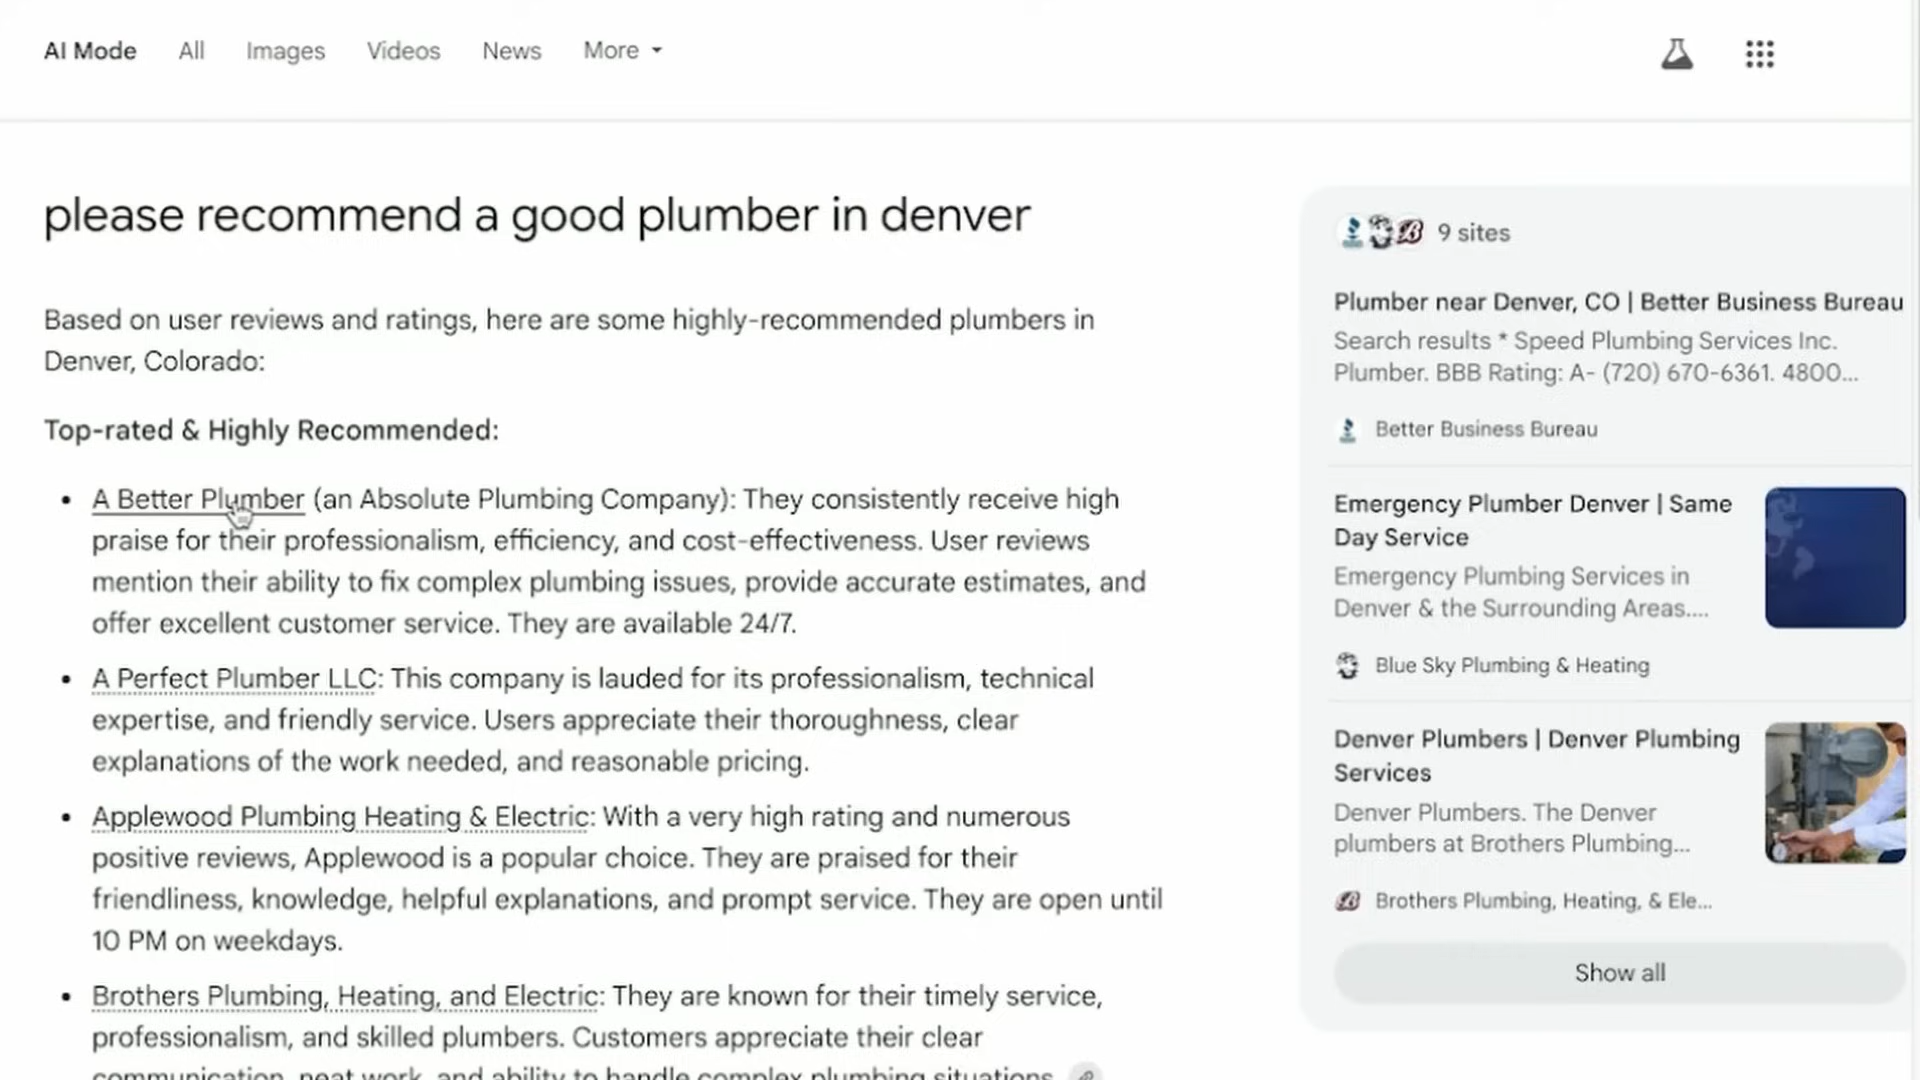 AI Mode All Images Videos News More
please recommend a good plumber in denver
Based on user reviews and ratings, here are some highly-recommended plumbers in
Denver, Colorado:
Top-rated & Highly Recommended:
• A Better Plumber (an Absolute Plumbing Company): They consistently receive high
praise for their professionalism, efficiency, and cost-effectiveness. User reviews
mention their ability to fix complex plumbing issues, provide accurate estimates, and
offer excellent customer service. They are available 24/7.
• A Perfect Plumber LLC: This company is lauded for its professionalism, technical
expertise, and friendly service. Users appreciate their thoroughness, clear
explanations of the work needed, and reasonable pricing.
• Applewood Plumbing Heating & Electric: With a very high rating and numerous
positive reviews, Applewood is a popular choice. They are praised for their
friendliness, knowledge, helpful explanations, and prompt service. They are open until
10 PM on weekdays.
• Brothers Plumbing, Heating, and Electric: They are known for their timely service,
professionalism, and skilled plumbers. Customers appreciate their clear
communication, neat work, and ability to handle complex plumbing situations.
9 sites
Plumber near Denver, CO | Better Business Bureau
Search results * Speed Plumbing Services Inc.
Plumber. BBB Rating: A- (720) 670-6361. 4800...
Better Business Bureau
Emergency Plumber Denver | Same
Day Service
Emergency Plumbing Services in
Denver & the Surrounding Areas....
Blue Sky Plumbing & Heating
Denver Plumbers | Denver Plumbing
Services
Denver Plumbers. The Denver
plumbers at Brothers Plumbing...
B Brothers Plumbing, Heating, & Ele...
Show all